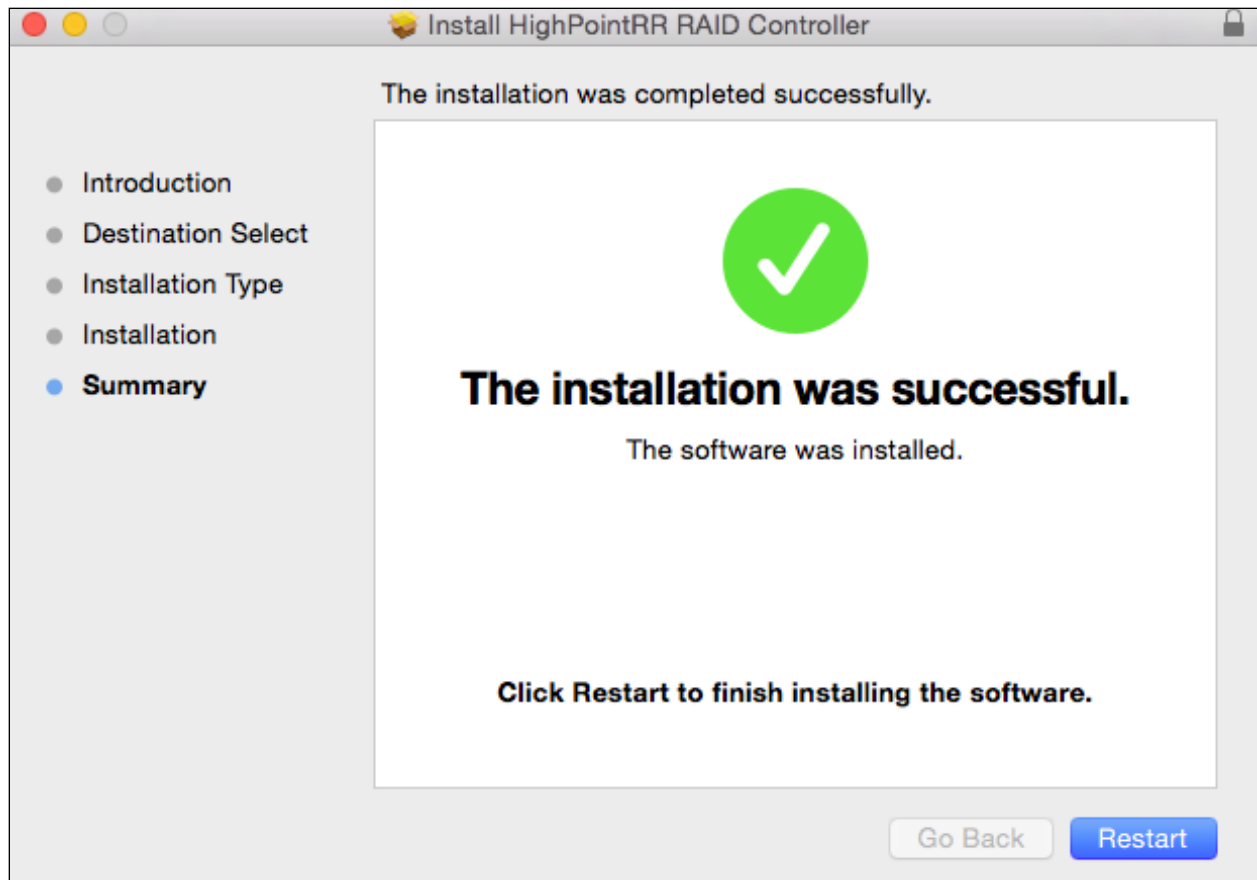 Install HighPointRR RAID Controller
The installation was completed successfully.
Introduction
Destination Select
Installation Type
Installation
Summary
The installation was successful.
The software was installed.
Click Restart to finish installing the software.
Go Back
Restart